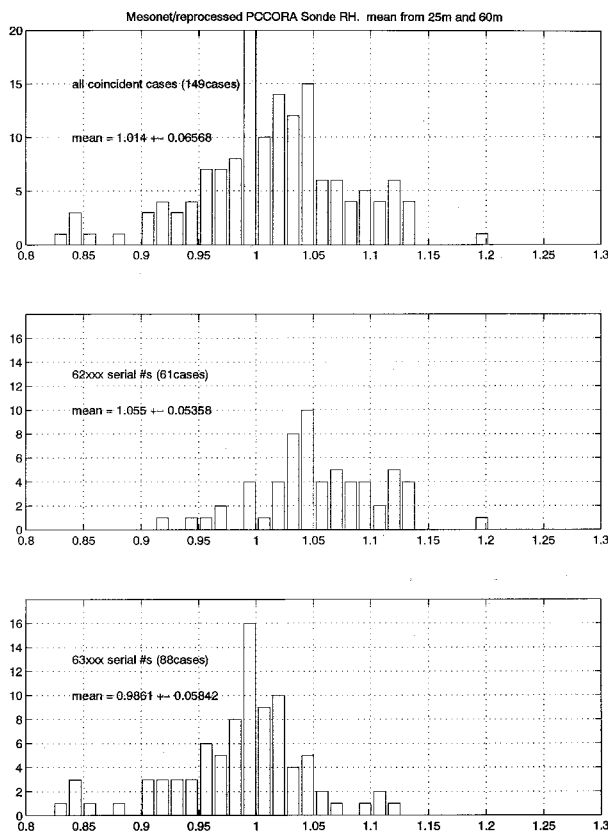 Mesonet/reprocessed PCCORA Sonde RH. mean from 25m and 60m
20
15
10
5
0
all coincident cases (149cases)
mean = 1.014 +− 0.06568
0.8 0.85 0.9 0.95 1 1.05 1.1 1.15 1.2 1.25 1.3
16
14
12
10
8
6
4
2
0
62xxx serial #s (61cases)
mean = 1.055 +− 0.05358
0.8 0.85 0.9 0.95 1 1.05 1.1 1.15 1.2 1.25 1.3
16
14
12
10
8
6
4
2
0
63xxx serial #s (88cases)
mean = 0.9861 +− 0.05842
0.8 0.85 0.9 0.95 1 1.05 1.1 1.15 1.2 1.25 1.3